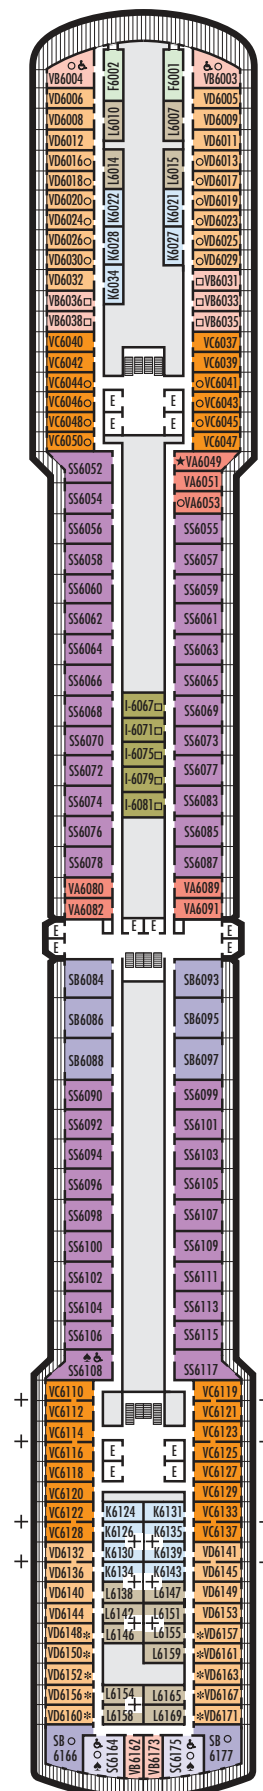 VB6004 F6002 F6001 VB6003
VD6006 L6010 L6007 VD6005
VD6008 VD6009
VD6012 VD6011
VD6016 L6014 L6015 VD6013
VD6018 VD6017
VD6020 K6022 K6021 VD6019
VD6024 VD6023
VD6026 K6028 K6027 VD6025
VD6030 VD6029
VD6032 K6034 VB6031
VB6036 VB6033
VB6038 VB6035
VC6040 VC6037
VC6042 VC6039
VC6044 VC6041
VC6046 E E VC6043
VC6048 E E VC6045
VC6050 VC6047
SS6052 ★VA6049
VA6051
SS6054 VA6053
SS6056 SS6055
SS6058 SS6057
SS6060 SS6059
SS6062 SS6061
SS6064 SS6063
SS6066 SS6065
SS6068 I-6067 SS6069
SS6070 I-6071 SS6073
SS6072 I-6075 SS6077
SS6074 I-6079 SS6083
I-6081
SS6076 SS6085
SS6078 SS6087
VA6080 VA6089
VA6082 VA6091
E E E E
E E
SB6084 SB6093
SB6086 SB6095
SB6088 SB6097
SS6090 SS6099
SS6092 SS6101
SS6094 SS6103
SS6096 SS6105
SS6098 SS6107
SS6100 SS6109
SS6102 SS6111
SS6104 SS6113
SS6106 SS6115
SS6108 SS6117
VC6110 VC6119
VC6112 VC6121
VC6114 VC6123
VC6116 E E VC6125
VC6118 E E VC6127
VC6120 VC6129
VC6122 K6124 K6131 VC6133
VC6128 K6126 K6135 VC6137
VD6132 K6130 K6139 VD6141
VD6136 K6134 K6143 VD6145
VD6140 L6138 L6147 VD6149
VD6144 L6142 L6151 VD6153
VD6148* L6146 L6155 *VD6157
VD6150* L6159 *VD6161
VD6152* *VD6163
VD6156* L6154 L6165 *VD6167
VD6160* L6158 L6169 *VD6171
SB 6166 SC6164 VB6162 VB6173 SC6175 SB 6177